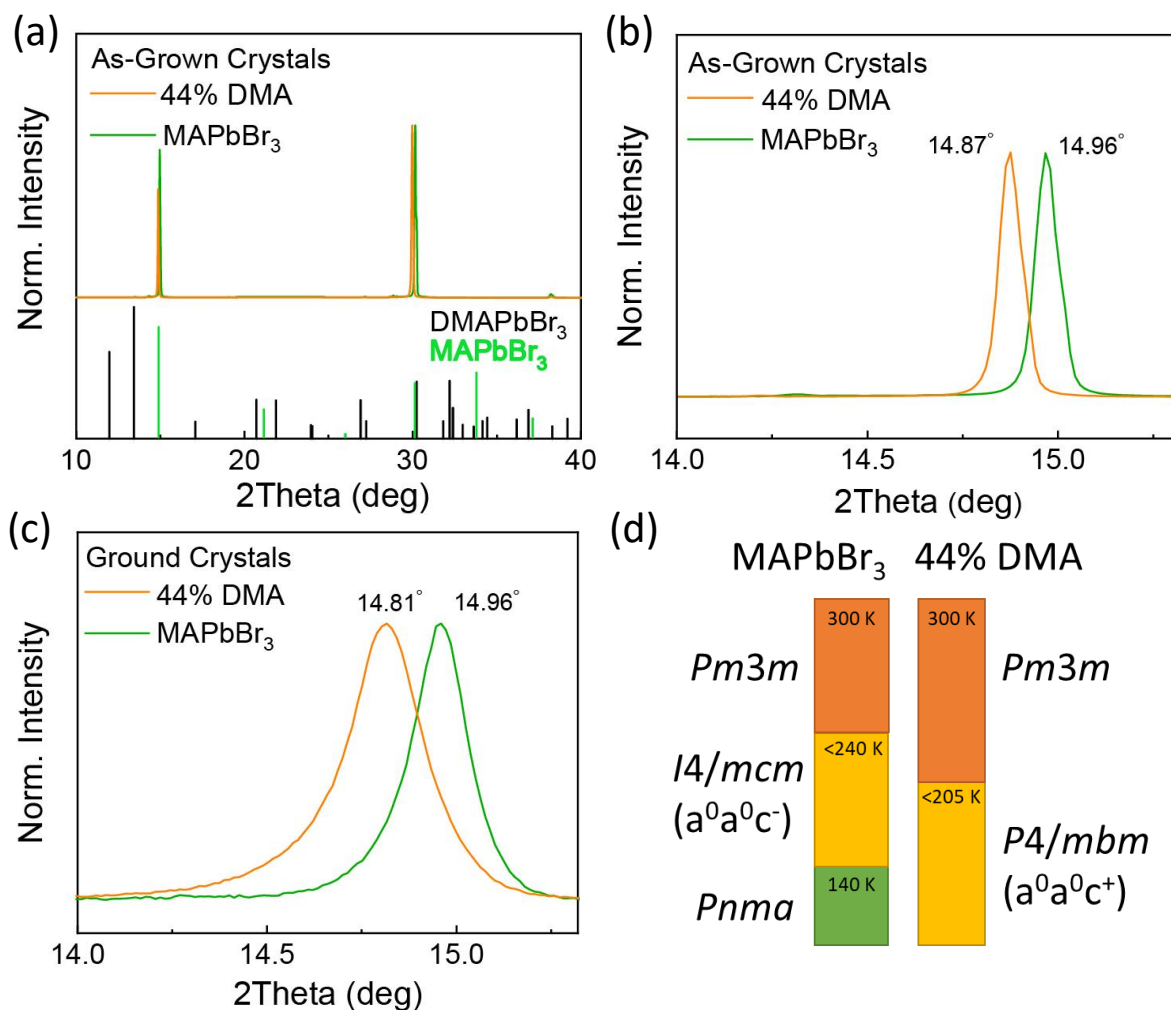 (a)
As-Grown Crystals
44% DMA
MAPbBr₃
Norm. Intensity
DMAPbBr₃
MAPbBr₃
10 20 30 40
2Theta (deg)
(b)
As-Grown Crystals
44% DMA
MAPbBr₃
14.87° 14.96°
Norm. Intensity
14.0 14.5 15.0
2Theta (deg)
(c)
Ground Crystals
44% DMA
MAPbBr₃
14.81° 14.96°
Norm. Intensity
14.0 14.5 15.0
2Theta (deg)
(d)
MAPbBr₃ 44% DMA
300 K 300 K
Pm3m Pm3m
<240 K
I4/mcm
(a⁰a⁰c⁻)
<205 K
P4/mbm
(a⁰a⁰c⁺)
140 K
Pnma